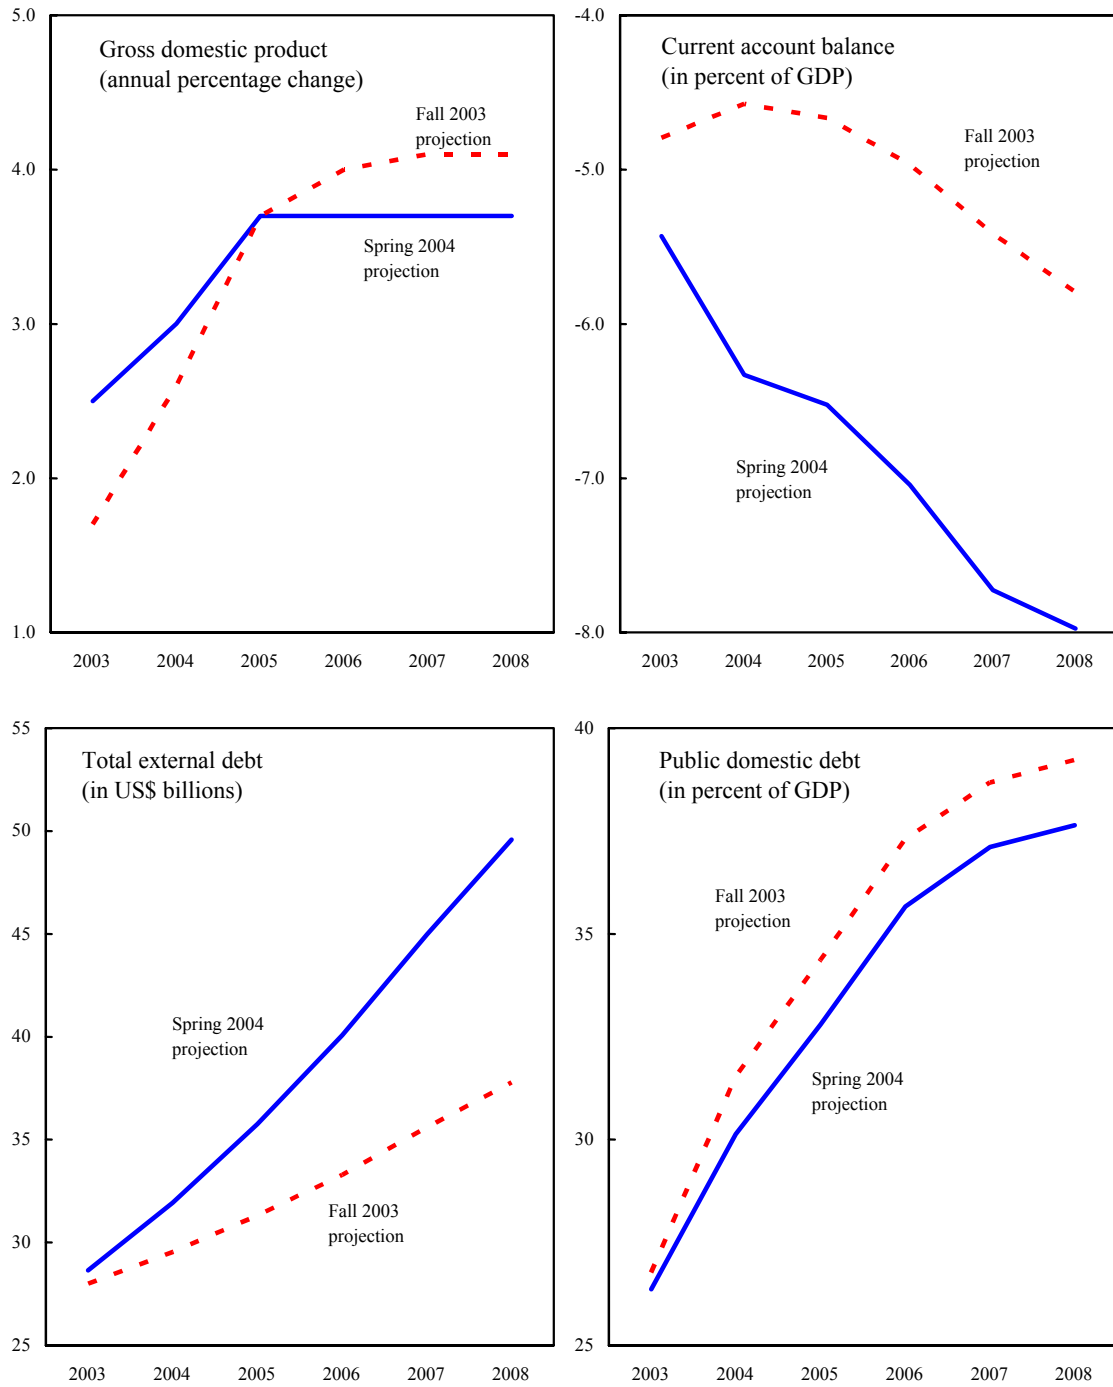 5.0
Gross domestic product
(annual percentage change)
Fall 2003
projection
4.0
Spring 2004
projection
3.0
2.0
1.0
2003 2004 2005 2006 2007 2008
-4.0
Current account balance
(in percent of GDP)
Fall 2003
projection
-5.0
-6.0
Spring 2004
projection
-7.0
-8.0
2003 2004 2005 2006 2007 2008
55
Total external debt
(in US$ billions)
50
45
Spring 2004
projection
40
35
Fall 2003
projection
30
25
2003 2004 2005 2006 2007 2008
40
Public domestic debt
(in percent of GDP)
Fall 2003
projection
35
Spring 2004
projection
30
25
2003 2004 2005 2006 2007 2008